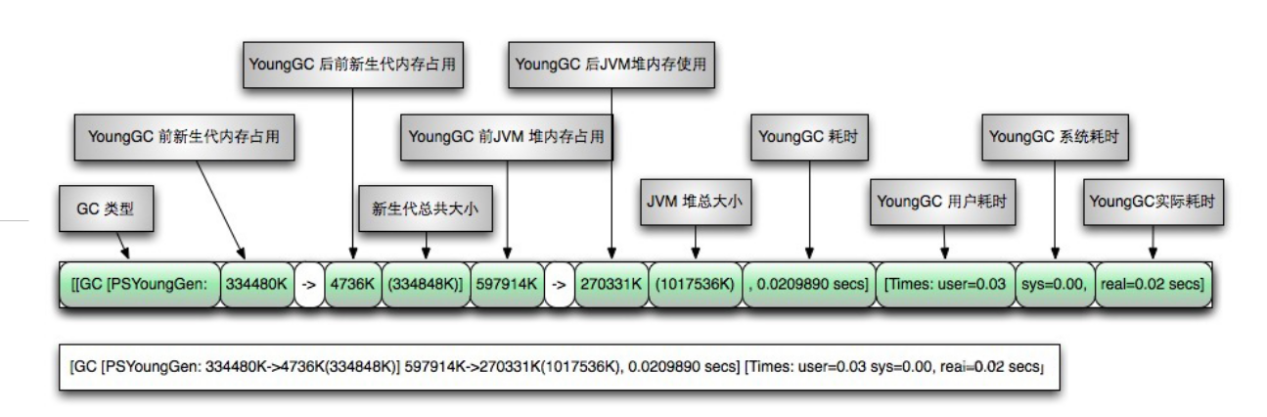 YoungGC 后前新生代内存占用
YoungGC 后JVM堆内存使用
YoungGC 前新生代内存占用
YoungGC 前JVM 堆内存占用
YoungGC 耗时
YoungGC 系统耗时
GC 类型
新生代总共大小
JVM 堆总大小
YoungGC 用户耗时
YoungGC实际耗时
[[GC [PSYoungGen: 334480K -> 4736K (334848K)] 597914K -> 270331K (1017536K) , 0.0209890 secs] [Times: user=0.03 sys=0.00, real=0.02 secs]
[GC [PSYoungGen: 334480K->4736K(334848K)] 597914K->270331K(1017536K), 0.0209890 secs] [Times: user=0.03 sys=0.00, real=0.02 secs]